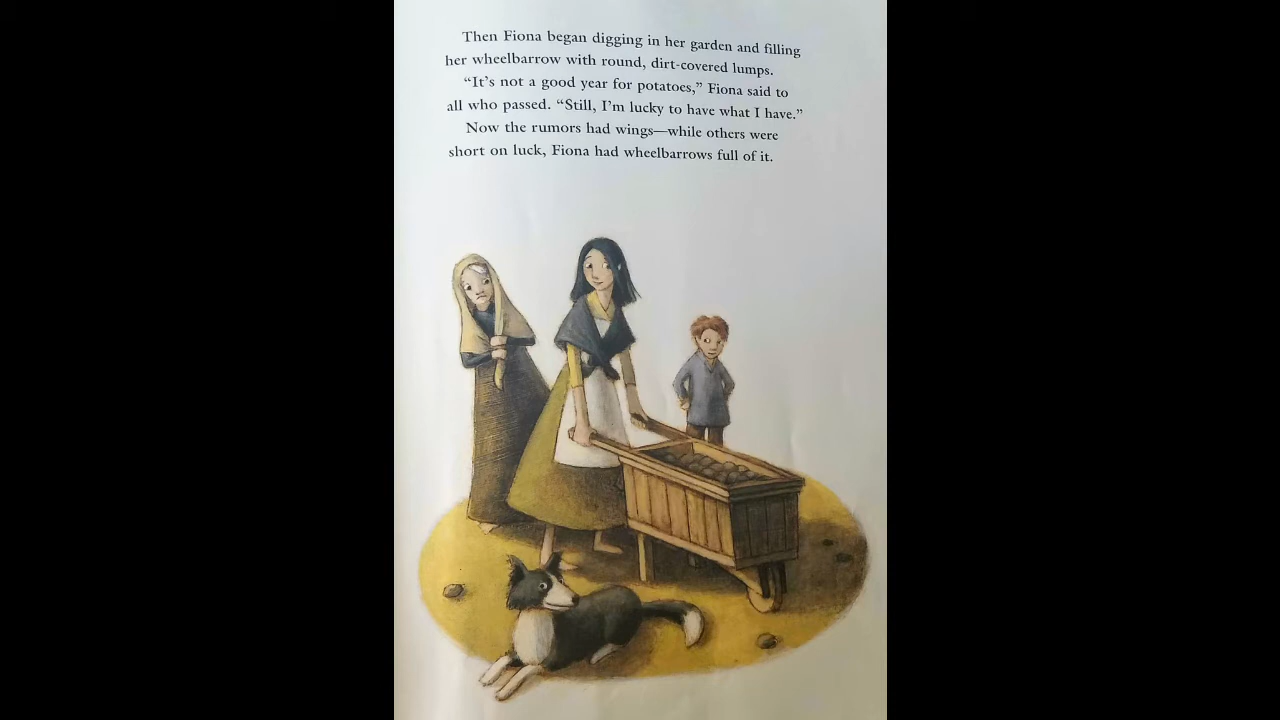 Then Fiona began digging in her garden and filling
her wheelbarrow with round, dirt-covered lumps.
“It’s not a good year for potatoes,” Fiona said to
all who passed. “Still, I’m lucky to have what I have.”
Now the rumors had wings—while others were
short on luck, Fiona had wheelbarrows full of it.